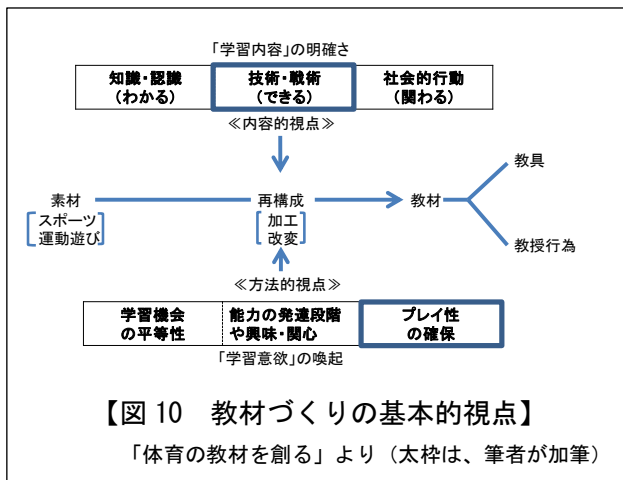 「学習内容」の明確さ
知識・認識 技術・戦術 社会的行動
(わかる) (できる) (関わる)
≪内容的視点≫
教具
素材 再構成 教材
スポーツ 加工
運動遊び 改変
教授行為
≪方法的視点≫
学習機会 能力の発達段階 プレイ性
の平等性 や興味・関心 の確保
「学習意欲」の喚起
【図10 教材づくりの基本的視点】
「体育の教材を創る」より（太枠は、筆者が加筆）